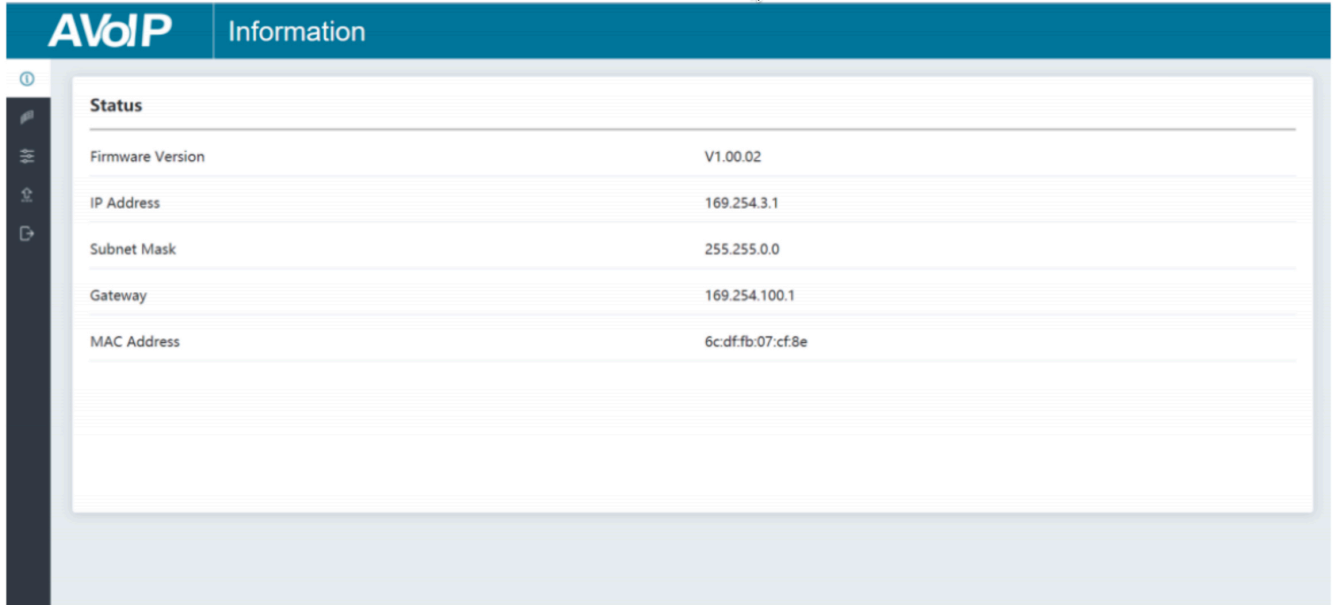 AVoIP Information
Status
Firmware Version V1.00.02
IP Address 169.254.3.1
Subnet Mask 255.255.0.0
Gateway 169.254.100.1
MAC Address 6c:df:fb:07:cf:8e